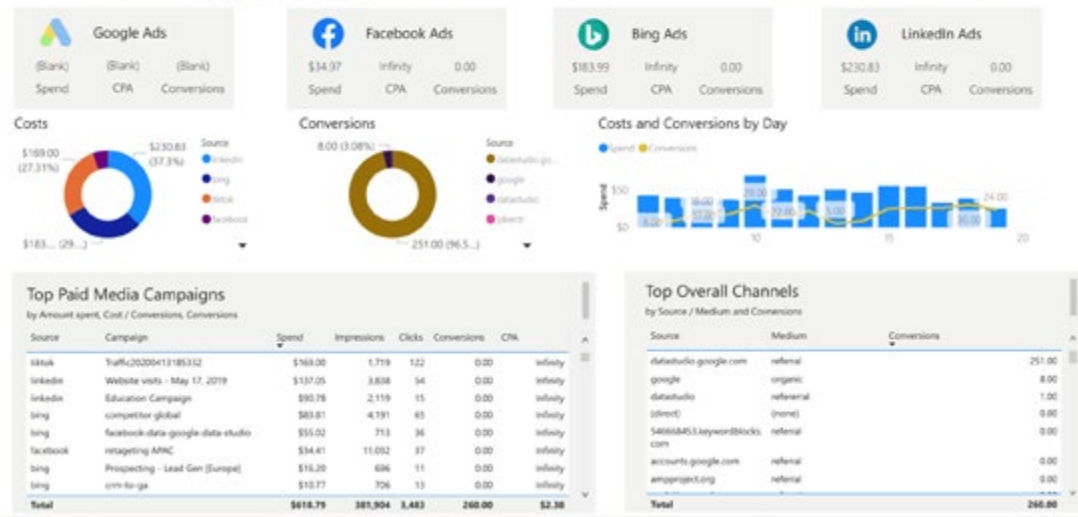 Google Ads
(Blank) (Blank) (Blank)
Spend CPA Conversions
Facebook Ads
$34.97 Infinity 0.00
Spend CPA Conversions
Bing Ads
$183.99 Infinity 0.00
Spend CPA Conversions
LinkedIn Ads
$230.83 Infinity 0.00
Spend CPA Conversions
Costs
$169.00
(27.31%)
$230.83
(37.3%)
$183... (29...)
Source
linkedin
bing
tiktok
facebook
Conversions
8.00 (3.08%)
251.00 (96.5...)
Source
datastudio.go...
google
datastudio
(direct)
Costs and Conversions by Day
Spend Conversions
Spend
$50
$0
8.00
22.00
5.00
24.00
10 15 20
Top Paid Media Campaigns
by Amount spent, Cost / Conversions, Conversions
Source Campaign Spend Impressions Clicks Conversions CPA
tiktok Traffic20200413185332 $169.00 1,719 122 0.00 Infinity
linkedin Website visits - May 17, 2019 $137.05 3,838 54 0.00 Infinity
linkedin Education Campaign $90.78 2,119 15 0.00 Infinity
bing competitor global $83.81 4,191 65 0.00 Infinity
bing facebook-data-google-data-studio $55.02 713 36 0.00 Infinity
facebook retageting APAC $34.41 11,032 37 0.00 Infinity
bing Prospecting - Lead Gen (Europe) $16.20 696 11 0.00 Infinity
bing crm-to-ga $10.77 706 13 0.00 Infinity
Total $618.79 381,904 3,483 260.00 $2.38
Top Overall Channels
by Source / Medium and Conversions
Source Medium Conversions
datastudio.google.com referral 251.00
google organic 8.00
datastudio refererral 1.00
(direct) (none) 0.00
546668453.keywordblocks. referral 0.00
com
accounts.google.com referral 0.00
ampproject.org referral 0.00
Total 260.00